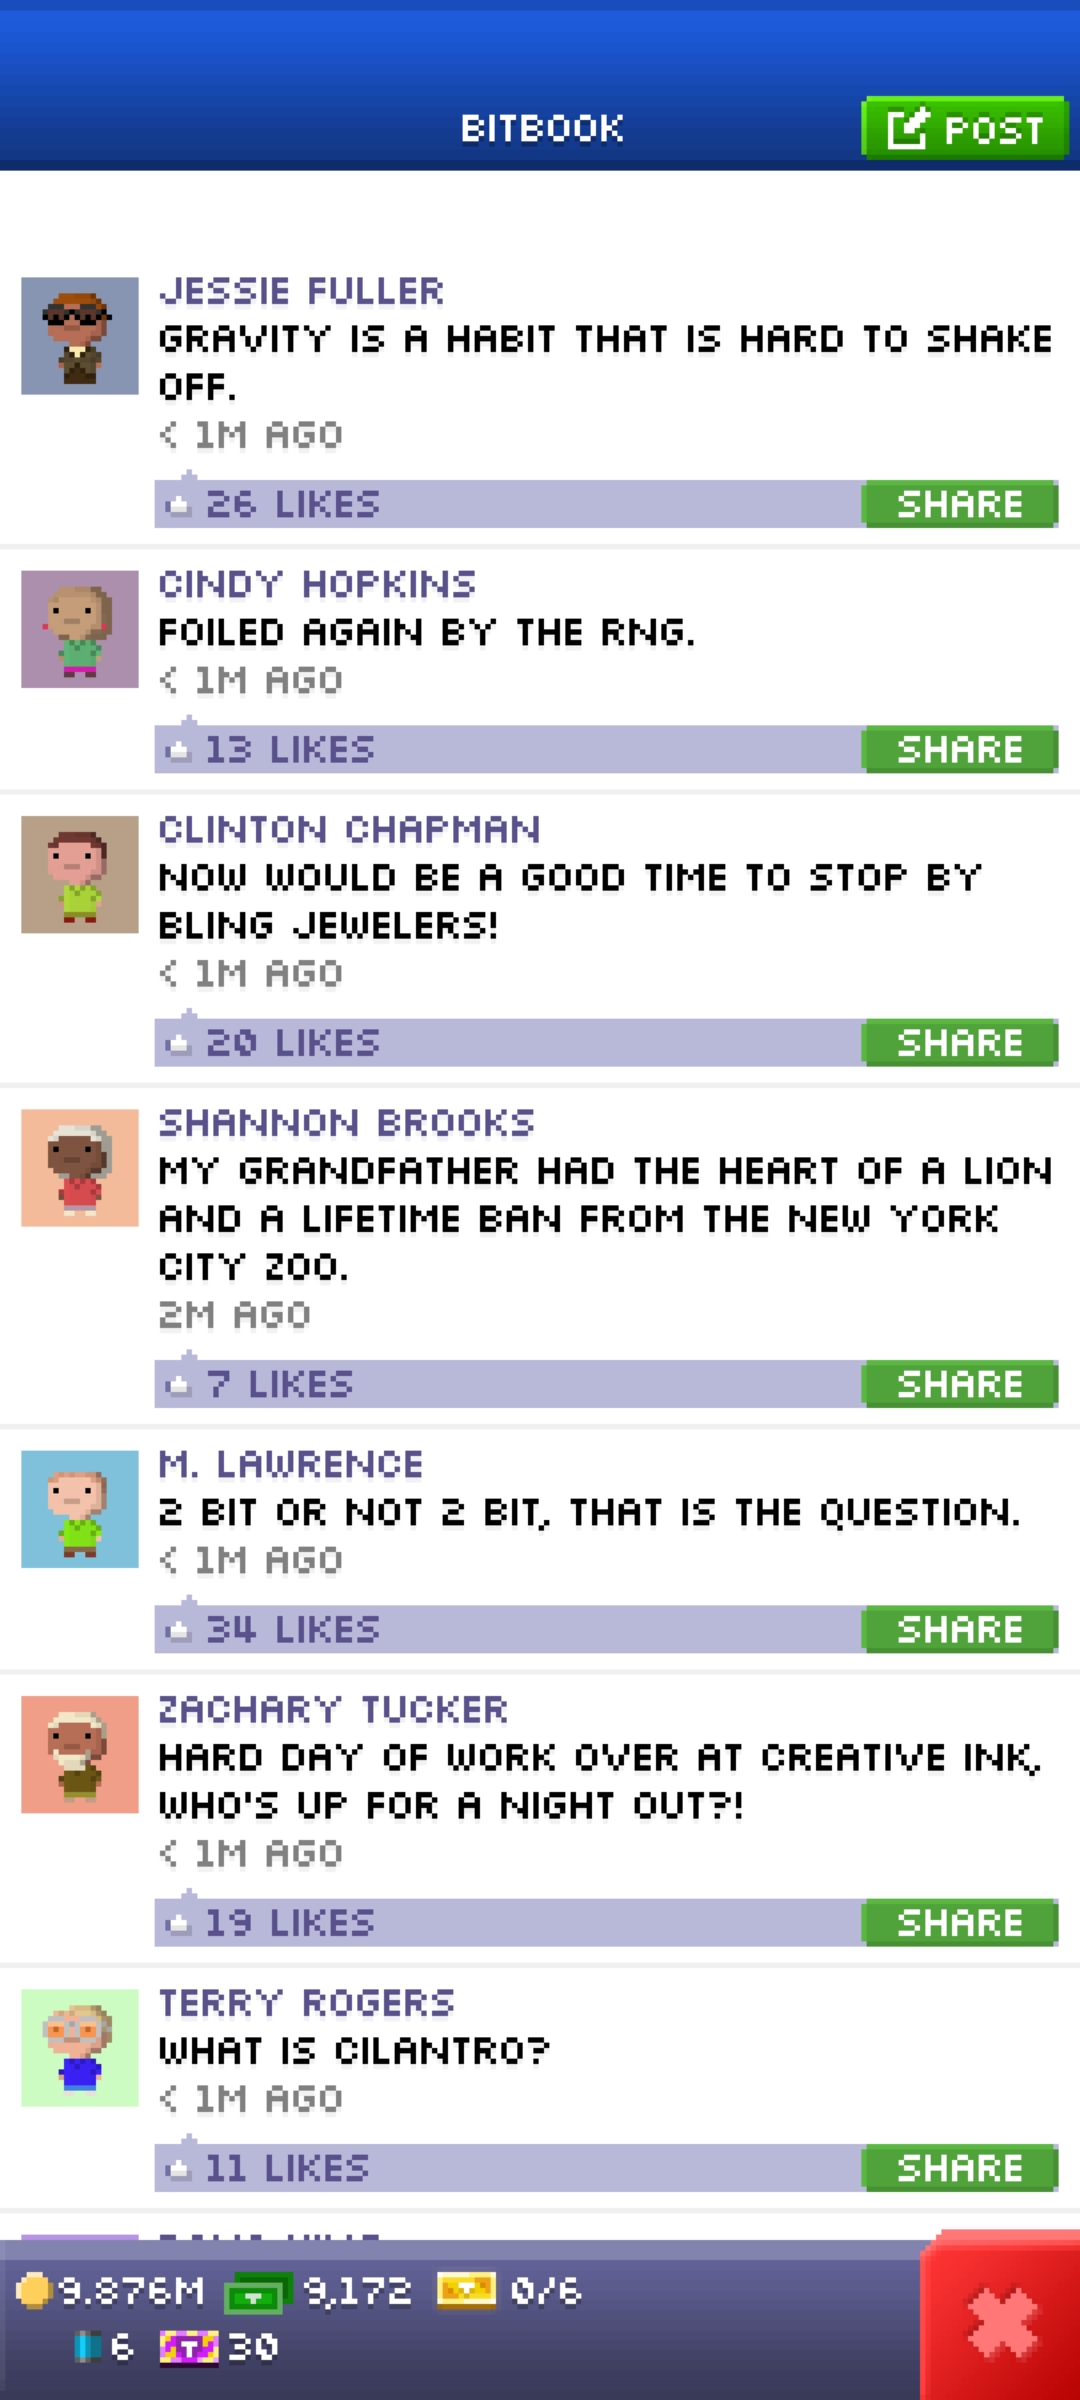 BITBOOK
POST
JESSIE FULLER
GRAVITY IS A HABIT THAT IS HARD TO SHAKE
OFF.
< 1M AGO
26 LIKES
SHARE
CINDY HOPKINS
FOILED AGAIN BY THE RNG.
< 1M AGO
13 LIKES
SHARE
CLINTON CHAPMAN
NOW WOULD BE A GOOD TIME TO STOP BY
BLING JEWELERS!
< 1M AGO
20 LIKES
SHARE
SHANNON BROOKS
MY GRANDFATHER HAD THE HEART OF A LION
AND A LIFETIME BAN FROM THE NEW YORK
CITY ZOO.
2M AGO
7 LIKES
SHARE
M. LAWRENCE
2 BIT OR NOT 2 BIT, THAT IS THE QUESTION.
< 1M AGO
34 LIKES
SHARE
ZACHARY TUCKER
HARD DAY OF WORK OVER AT CREATIVE INK,
WHO'S UP FOR A NIGHT OUT?!
< 1M AGO
19 LIKES
SHARE
TERRY ROGERS
WHAT IS CILANTRO?
< 1M AGO
11 LIKES
SHARE
9.876M 9,172 0/6
6 30